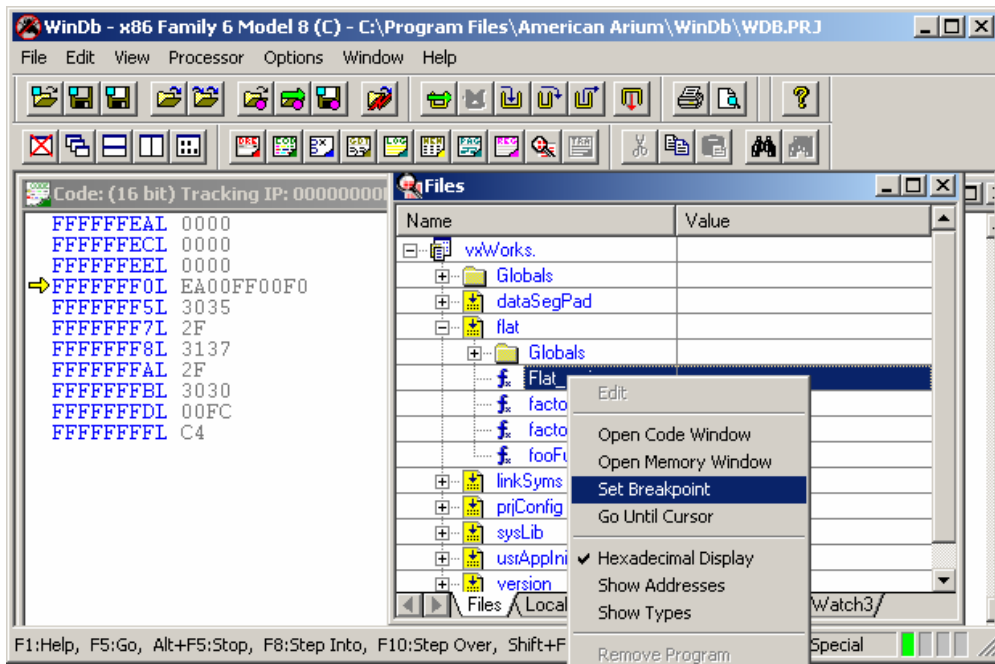 WinDb - x86 Family 6 Model 8 (C) - C:\Program Files\American Arium\WinDb\WDB.PRJ
File Edit View Processor Options Window Help
Code: (16 bit) Tracking IP: 00000000
FFFFFFEAL 0000
FFFFFFECL 0000
FFFFFFEEL 0000
FFFFFFF0L EA00FF00F0
FFFFFFF5L 3035
FFFFFFF7L 2F
FFFFFFF8L 3137
FFFFFFFAL 2F
FFFFFFFBL 3030
FFFFFFFDL 00FC
FFFFFFFFL C4
Files
Name Value
vxWorks.
Globals
dataSegPad
flat
Globals
Flat_
facto
facto
fooFu
linkSyms
prjConfig
sysLib
usrAppIni
version
Files Local Watch3
Edit
Open Code Window
Open Memory Window
Set Breakpoint
Go Until Cursor
Hexadecimal Display
Show Addresses
Show Types
Remove Program
F1:Help, F5:Go, Alt+F5:Stop, F8:Step Into, F10:Step Over, Shift+F Special